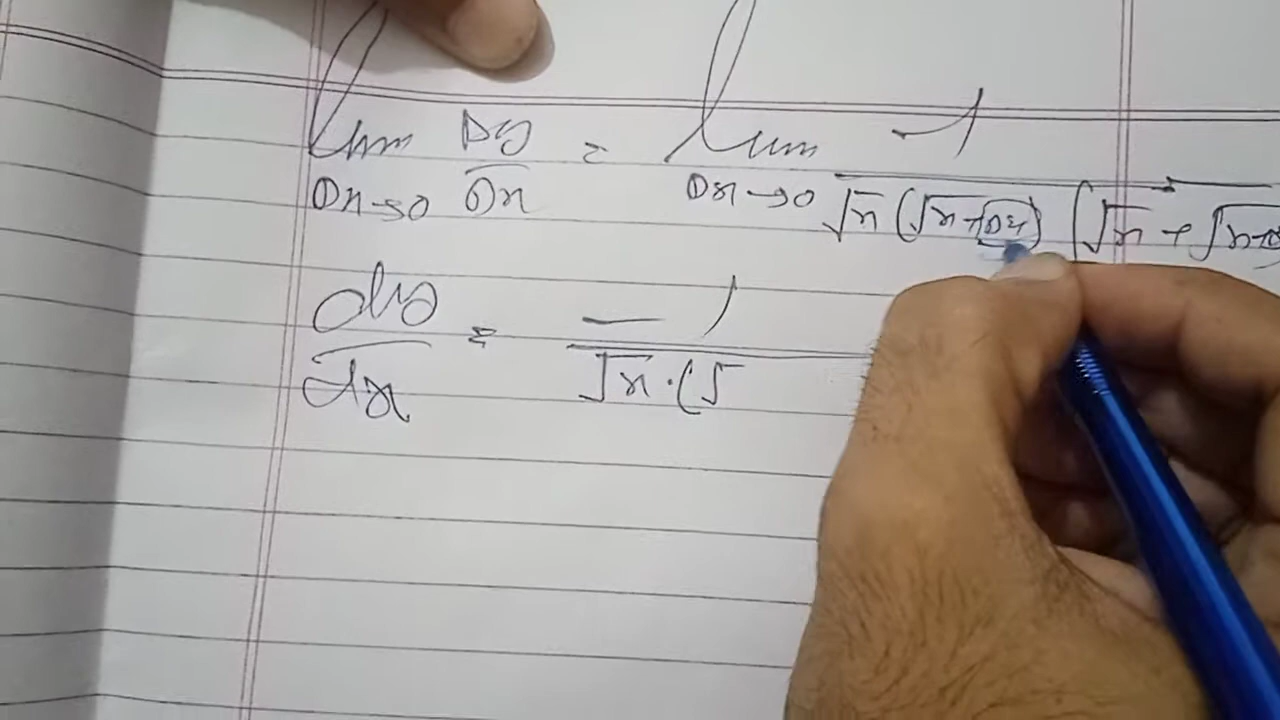 lim Δy/Δx = lim -1
Δx→0 Δx→0 √x (√x+Δx) (√x + √x+Δx
dy/dx = -1/√x·(√